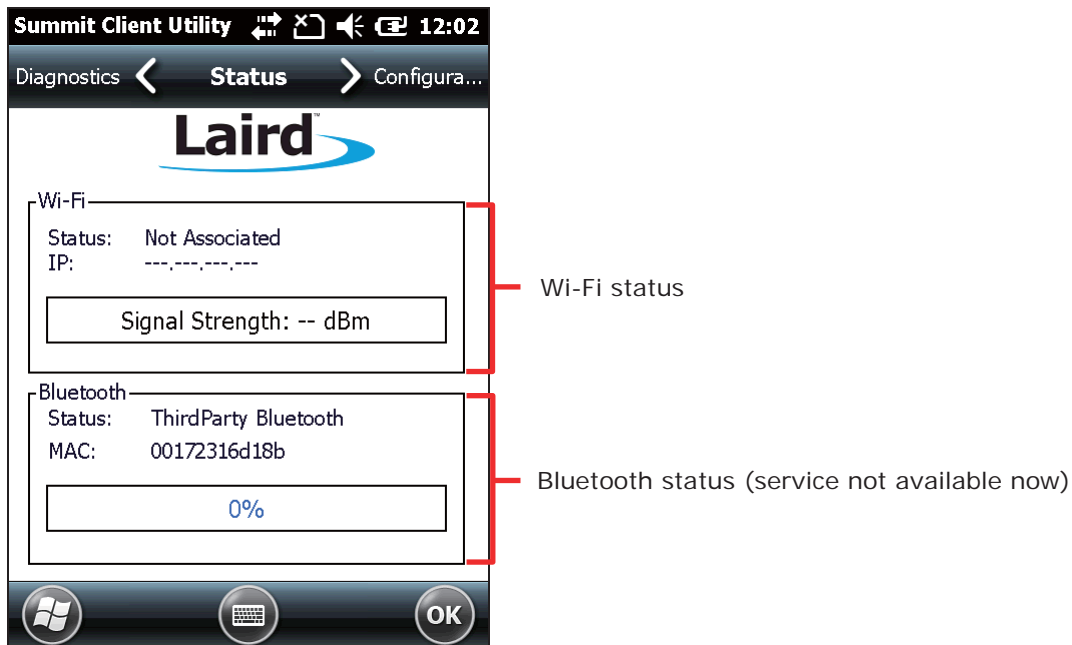 Summit Client Utility 12:02
Diagnostics Status Configura...
Laird™
Wi-Fi
Status: Not Associated
IP: ---.---.---.---
Signal Strength: -- dBm
Wi-Fi status
Bluetooth
Status: ThirdParty Bluetooth
MAC: 00172316d18b
0%
Bluetooth status (service not available now)
OK